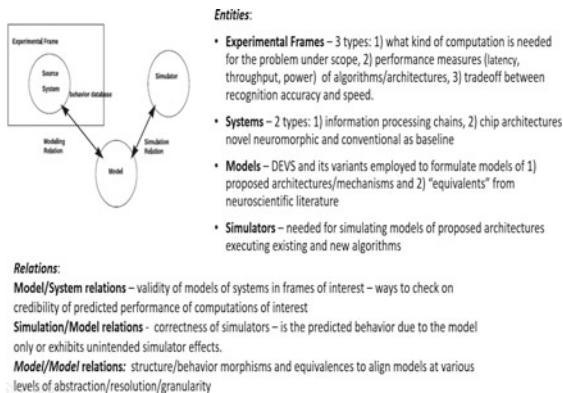 Experimental Frame
Source
System
behavior database
Simulator
Modeling
Relation
Simulation
Relation
Model
Entities:
• Experimental Frames – 3 types: 1) what kind of computation is needed
for the problem under scope, 2) performance measures (latency,
throughput, power) of algorithms/architectures, 3) tradeoff between
recognition accuracy and speed.
• Systems – 2 types: 1) information processing chains, 2) chip architectures
novel neuromorphic and conventional as baseline
• Models – DEVS and its variants employed to formulate models of 1)
proposed architectures/mechanisms and 2) “equivalents” from
neuroscientific literature
• Simulators – needed for simulating models of proposed architectures
executing existing and new algorithms
Relations:
Model/System relations – validity of models of systems in frames of interest – ways to check on
credibility of predicted performance of computations of interest
Simulation/Model relations - correctness of simulators – is the predicted behavior due to the model
only or exhibits unintended simulator effects.
Model/Model relations: structure/behavior morphisms and equivalences to align models at various
levels of abstraction/resolution/granularity